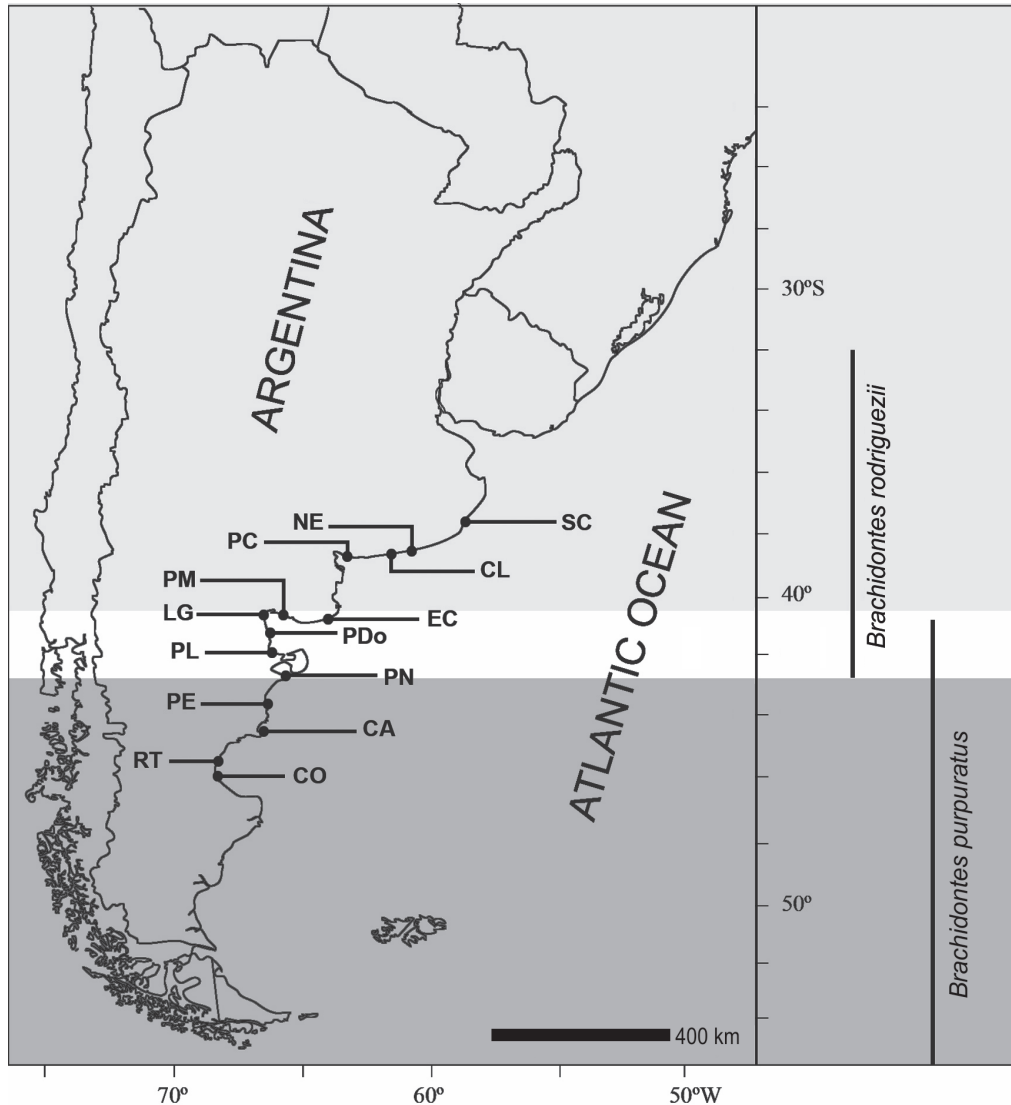 ARGENTINA
30ºS
Brachidontes rodriguezii
ATLANTIC OCEAN
NE
SC
PC
CL
PM
40º
LG
EC
PDo
PL
PN
PE
CA
RT
CO
Brachidontes purpuratus
50º
400 km
70º
60º
50ºW